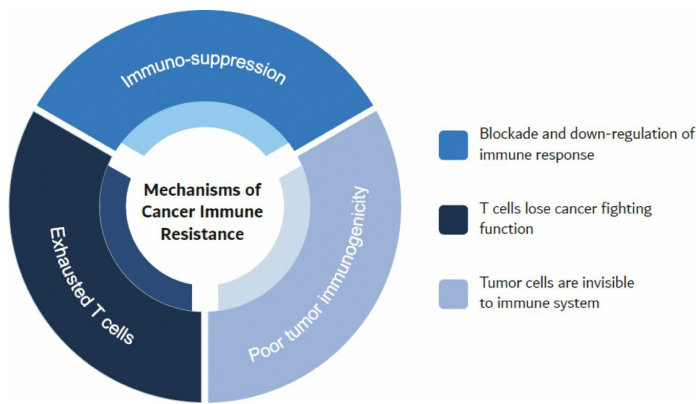 Immuno-suppression
Mechanisms of
Cancer Immune
Resistance
Exhausted T cells
Poor tumor immunogenicity
Blockade and down-regulation of
immune response
T cells lose cancer fighting
function
Tumor cells are invisible
to immune system